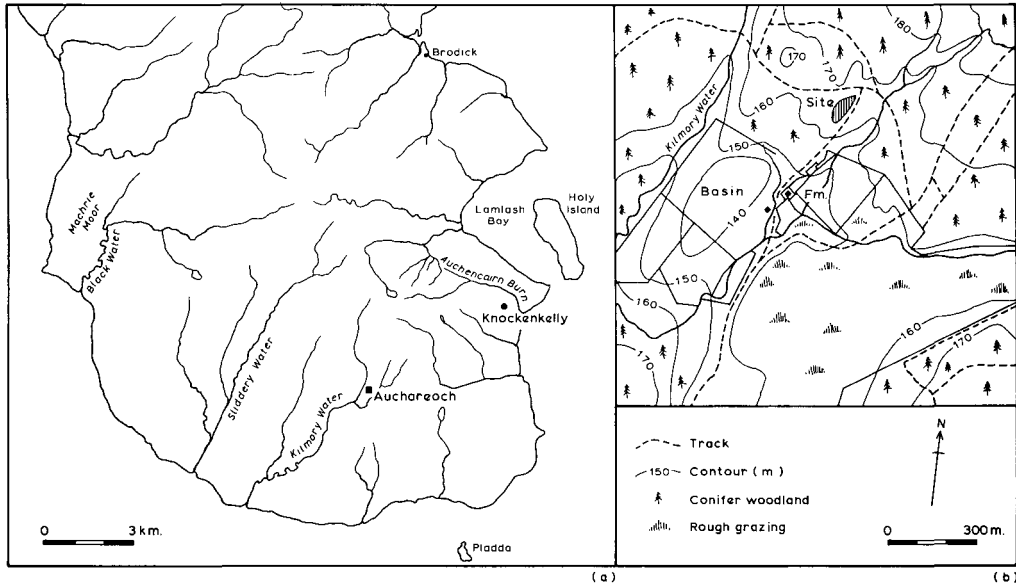 Brodick
Machrie
Moor
Black Water
Lamlash
Bay
Holy
Island
Auchencairn Burn
Knockenkelly
Sliddery Water
Kilmory Water
Auchareoch
0 3 km.
Pladda
(a)
180
170
170
Kilmory Water
160
Site
150
Basin
Fm.
140
150
160
160
170
170
Track
150 Contour (m)
Conifer woodland
Rough grazing
N
0 300 m.
(b)